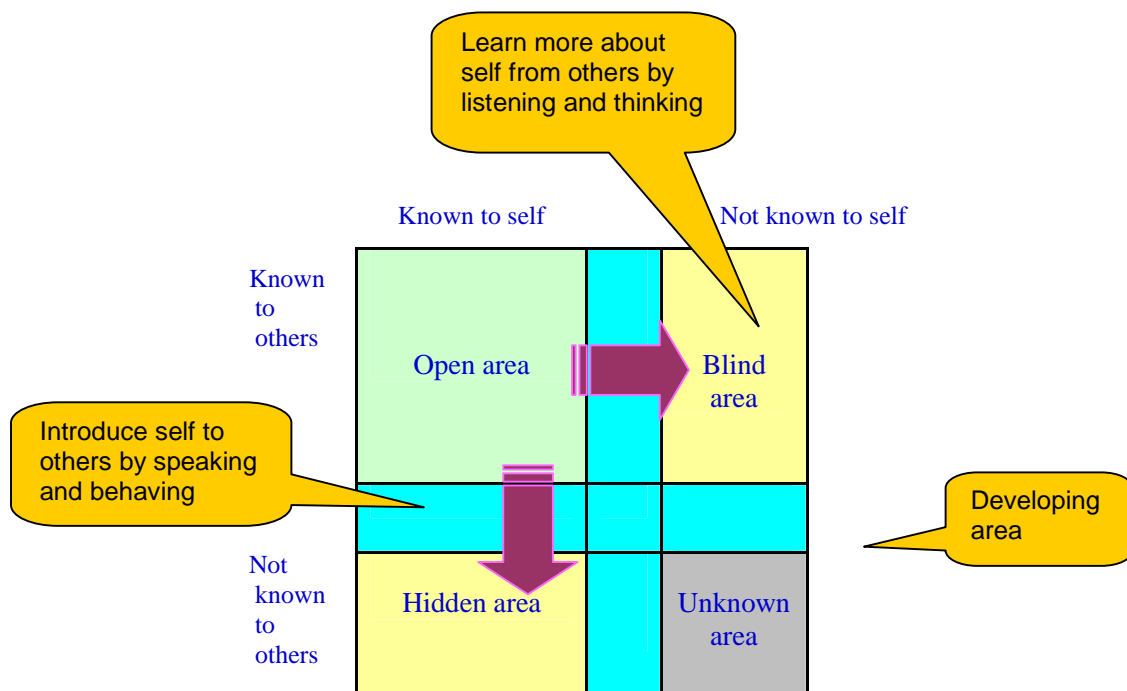 Learn more about
self from others by
listening and thinking
Known to self
Not known to self
Known
to
others
Open area
Blind
area
Introduce self to
others by speaking
and behaving
Developing
area
Not
known
to
others
Hidden area
Unknown
area